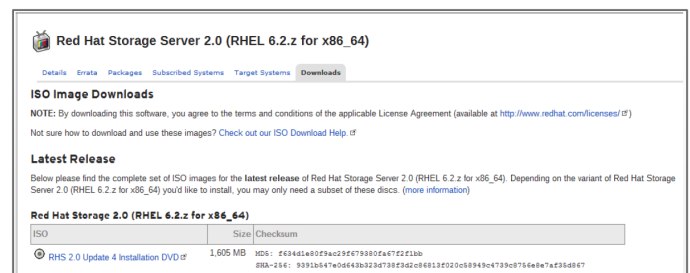 Red Hat Storage Server 2.0 (RHEL 6.2.z for x86_64)
Details Errata Packages Subscribed Systems Target Systems Downloads
ISO Image Downloads
NOTE: By downloading this software, you agree to the terms and conditions of the applicable License Agreement (available at http://www.redhat.com/licenses/ )
Not sure how to download and use these images? Check out our ISO Download Help.
Latest Release
Below please find the complete set of ISO images for the latest release of Red Hat Storage Server 2.0 (RHEL 6.2.z for x86_64). Depending on the variant of Red Hat Storage
Server 2.0 (RHEL 6.2.z for x86_64) you'd like to install, you may only need a subset of these discs. (more information)
Red Hat Storage 2.0 (RHEL 6.2.z for x86_64)
ISO Size Checksum
RHS 2.0 Update 4 Installation DVD 1,605 MB MD5: f634d1e80f9ac29f679380fa67f2f1bb
SHA-256: 9391b547e0d643b323d738f3d2c86813f020c58949c4739c8756e8e7af35d867